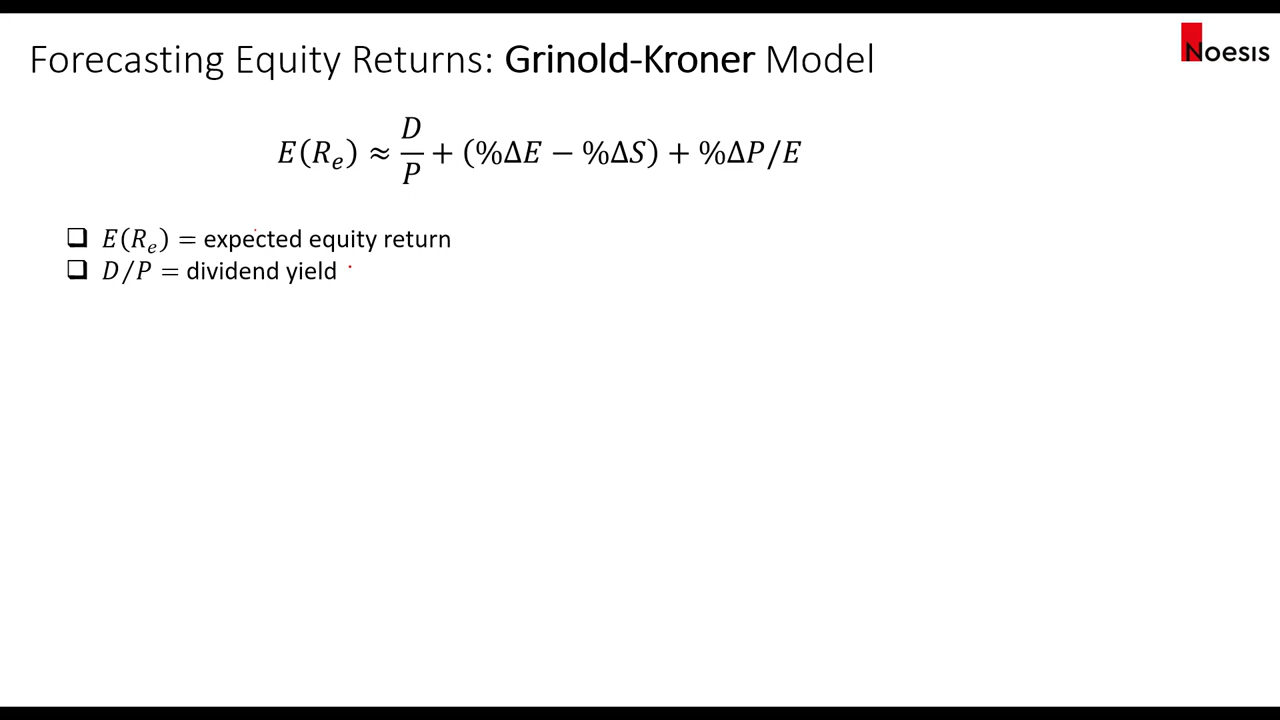 Forecasting Equity Returns: Grinold-Kroner Model
Noesis
E(Rₑ) ≈ D/P + (%ΔE − %ΔS) + %ΔP/E
❑ E(Rₑ) = expected equity return
❑ D/P = dividend yield